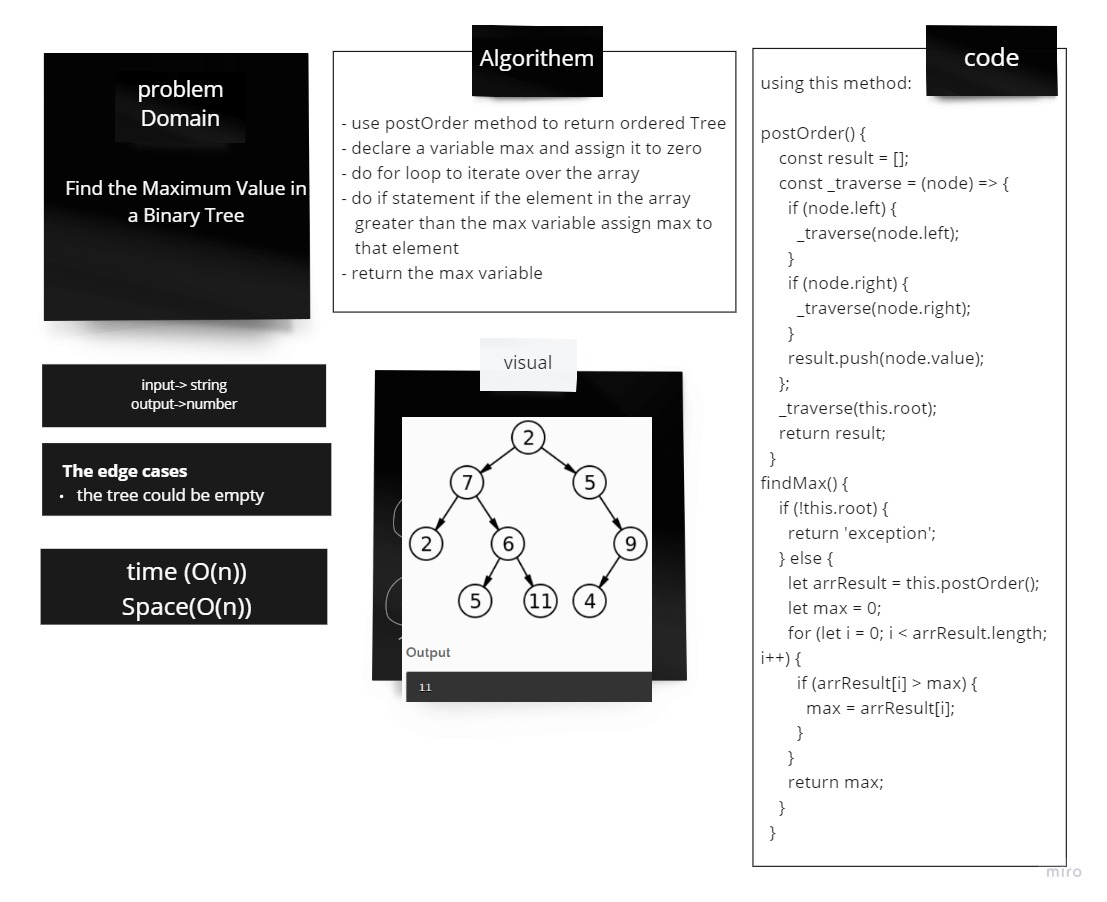 problem
Domain
Find the Maximum Value in
a Binary Tree
input-> string
output->number
The edge cases
• the tree could be empty
time (O(n))
Space(O(n))
Algorithem
- use postOrder method to return ordered Tree
- declare a variable max and assign it to zero
- do for loop to iterate over the array
- do if statement if the element in the array
greater than the max variable assign max to
that element
- return the max variable
visual
2
7 5
2 6 9
5 11 4
Output
11
code
using this method:
postOrder() {
const result = [];
const _traverse = (node) => {
if (node.left) {
_traverse(node.left);
}
if (node.right) {
_traverse(node.right);
}
result.push(node.value);
};
_traverse(this.root);
return result;
}
findMax() {
if (!this.root) {
return 'exception';
} else {
let arrResult = this.postOrder();
let max = 0;
for (let i = 0; i < arrResult.length;
i++) {
if (arrResult[i] > max) {
max = arrResult[i];
}
}
return max;
}
}
miro